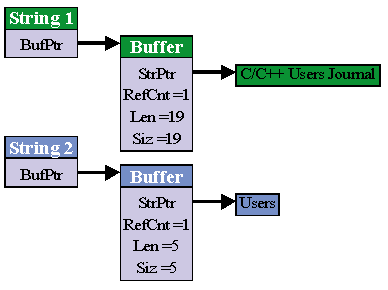 String 1
BufPtr
Buffer
StrPtr
RefCnt =1
Len =19
Siz =19
C/C++ Users Journal
String 2
BufPtr
Buffer
StrPtr
RefCnt =1
Len =5
Siz =5
Users